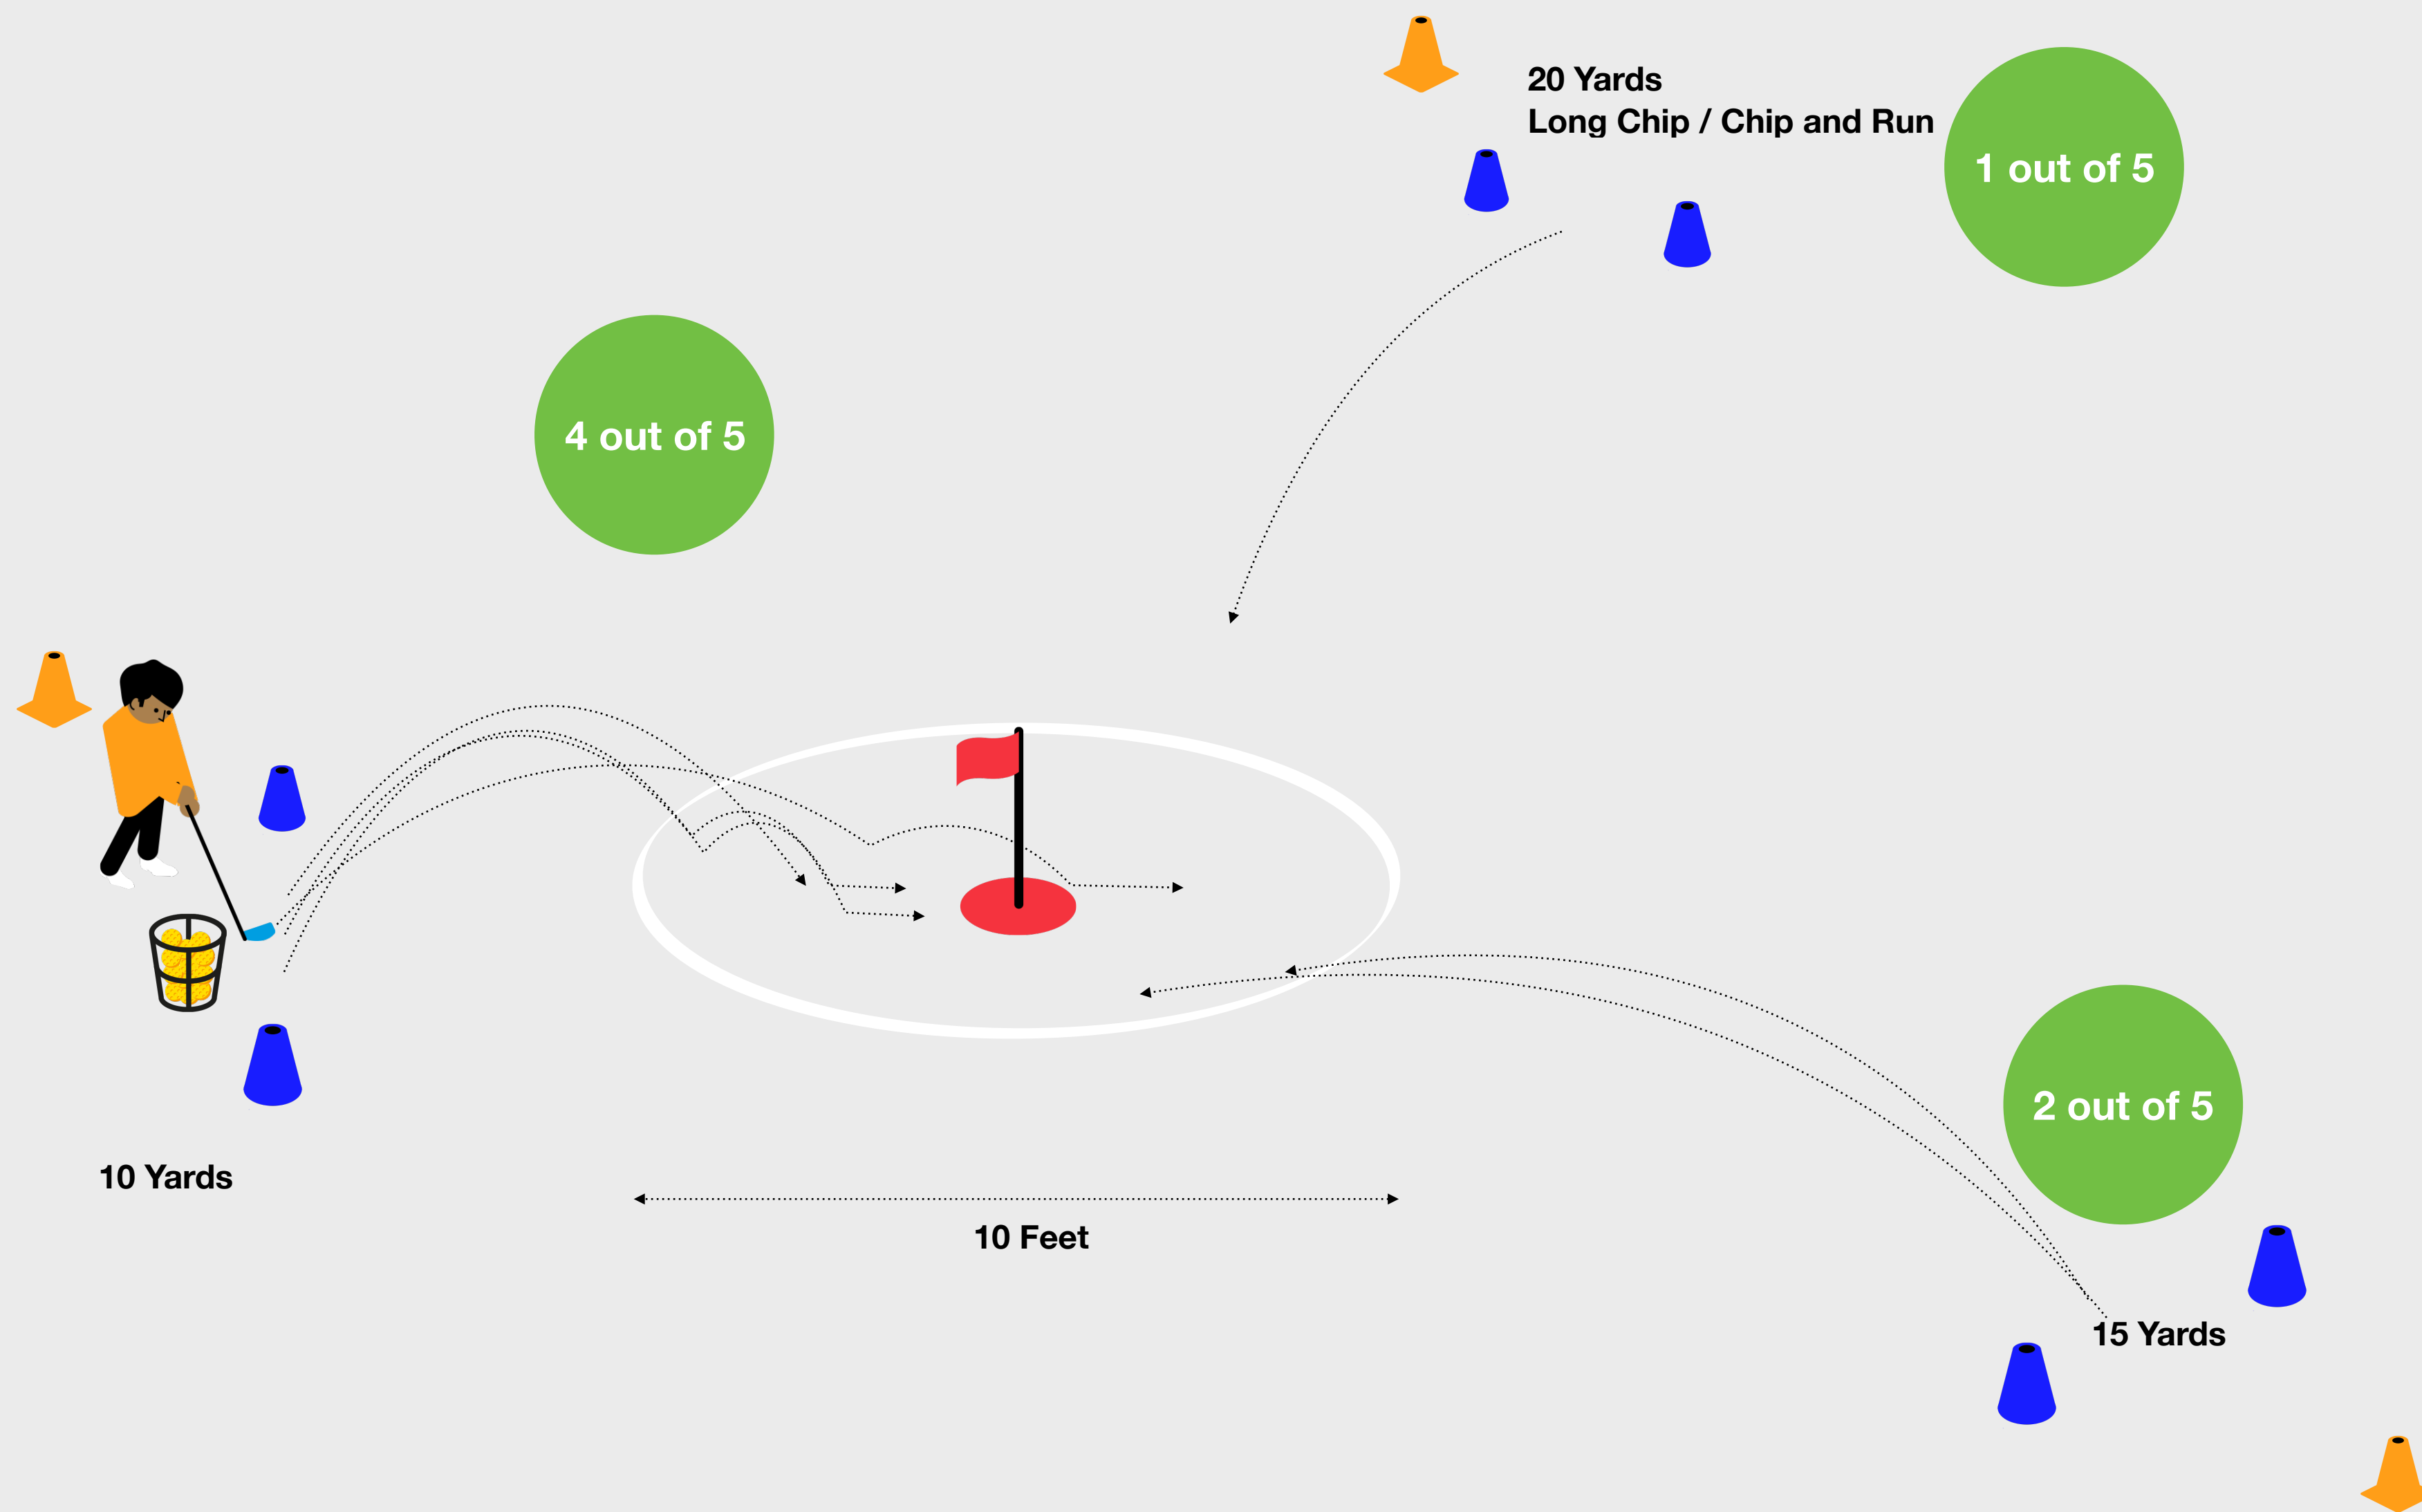 20 Yards
Long Chip / Chip and Run
1 out of 5
4 out of 5
2 out of 5
10 Yards
10 Feet
15 Yards